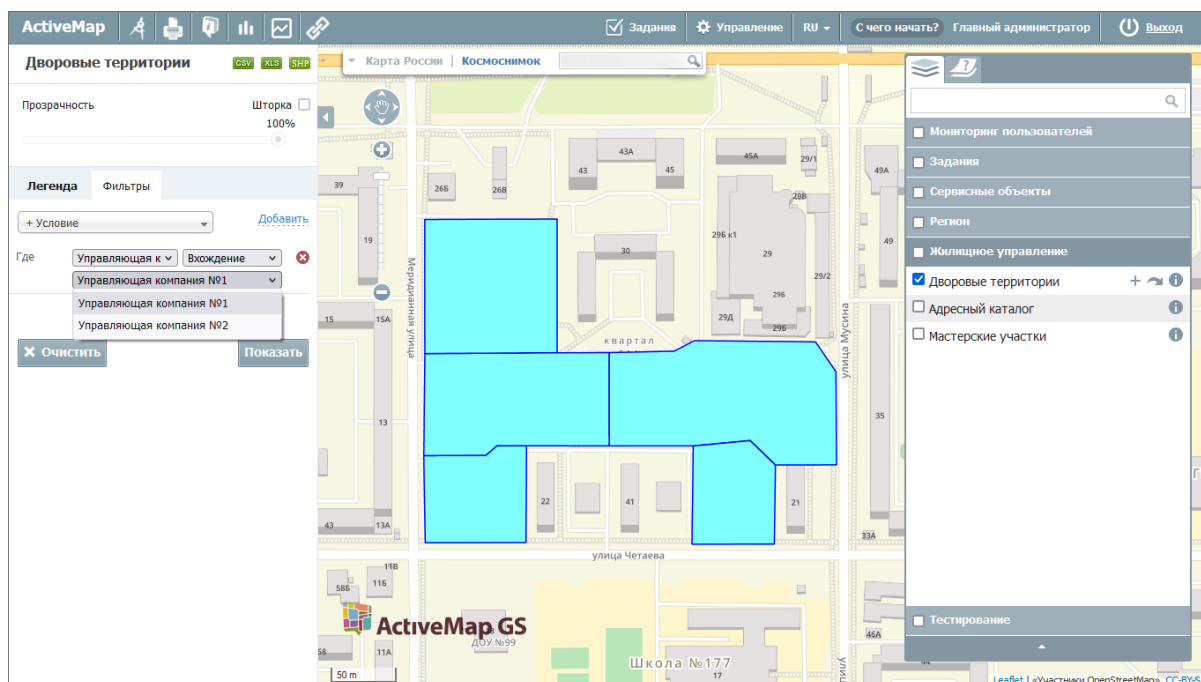 ActiveMap
Задания
Управление
RU
С чего начать?
Главный администратор
Выход
Дворовые территории
CSV
XLS
SHP
Прозрачность
Шторка
100%
Легенда
Фильтры
+ Условие
Добавить
Где
Управляющая к
Вхождение
Управляющая компания №1
Управляющая компания №1
Управляющая компания №2
Очистить
Показать
Карта России | Космоснимок
43А
43
45
45А
29/1
49А
39
26Б
26В
29В
29Б к1
19
30
29
49
Меридианная улица
29/2
29Б
15
15А
29Д
29Б
квартал
улица Мусина
13
35
22
41
21
43
13А
33А
улица Четаева
11В
58Б
11Б
ActiveMap GS
ДОУ №99
46А
58
11А
Школа №177
17
50 m
Мониторинг пользователей
Задания
Сервисные объекты
Регион
Жилищное управление
Дворовые территории
Адресный каталог
Мастерские участки
Тестирование
44
Leaflet | «Участники OpenStreetMap», CC-BY-S